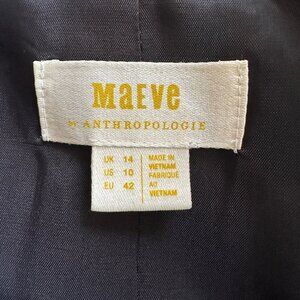 MaEve
BY ANTHROPOLOGIE
UK 14
US 10
EU 42
MADE IN
VIETNAM
FABRIQUÉ
AU
VIETNAM